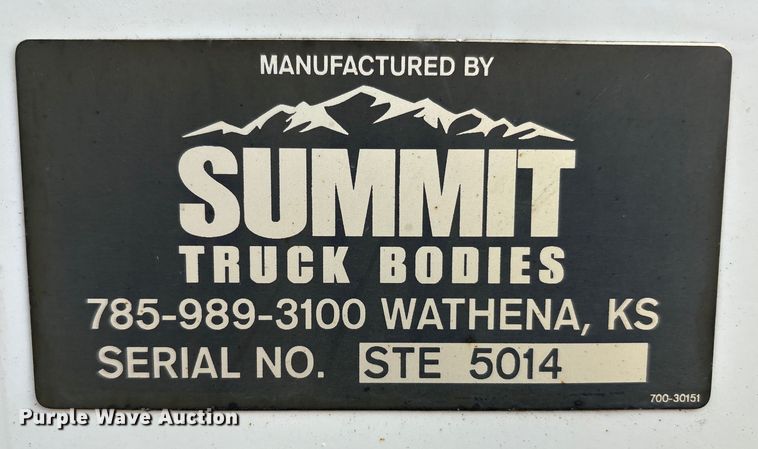 MANUFACTURED BY
SUMMIT
TRUCK BODIES
785-989-3100 WATHENA, KS
SERIAL NO. STE 5014
700-30151
Purple Wave Auction